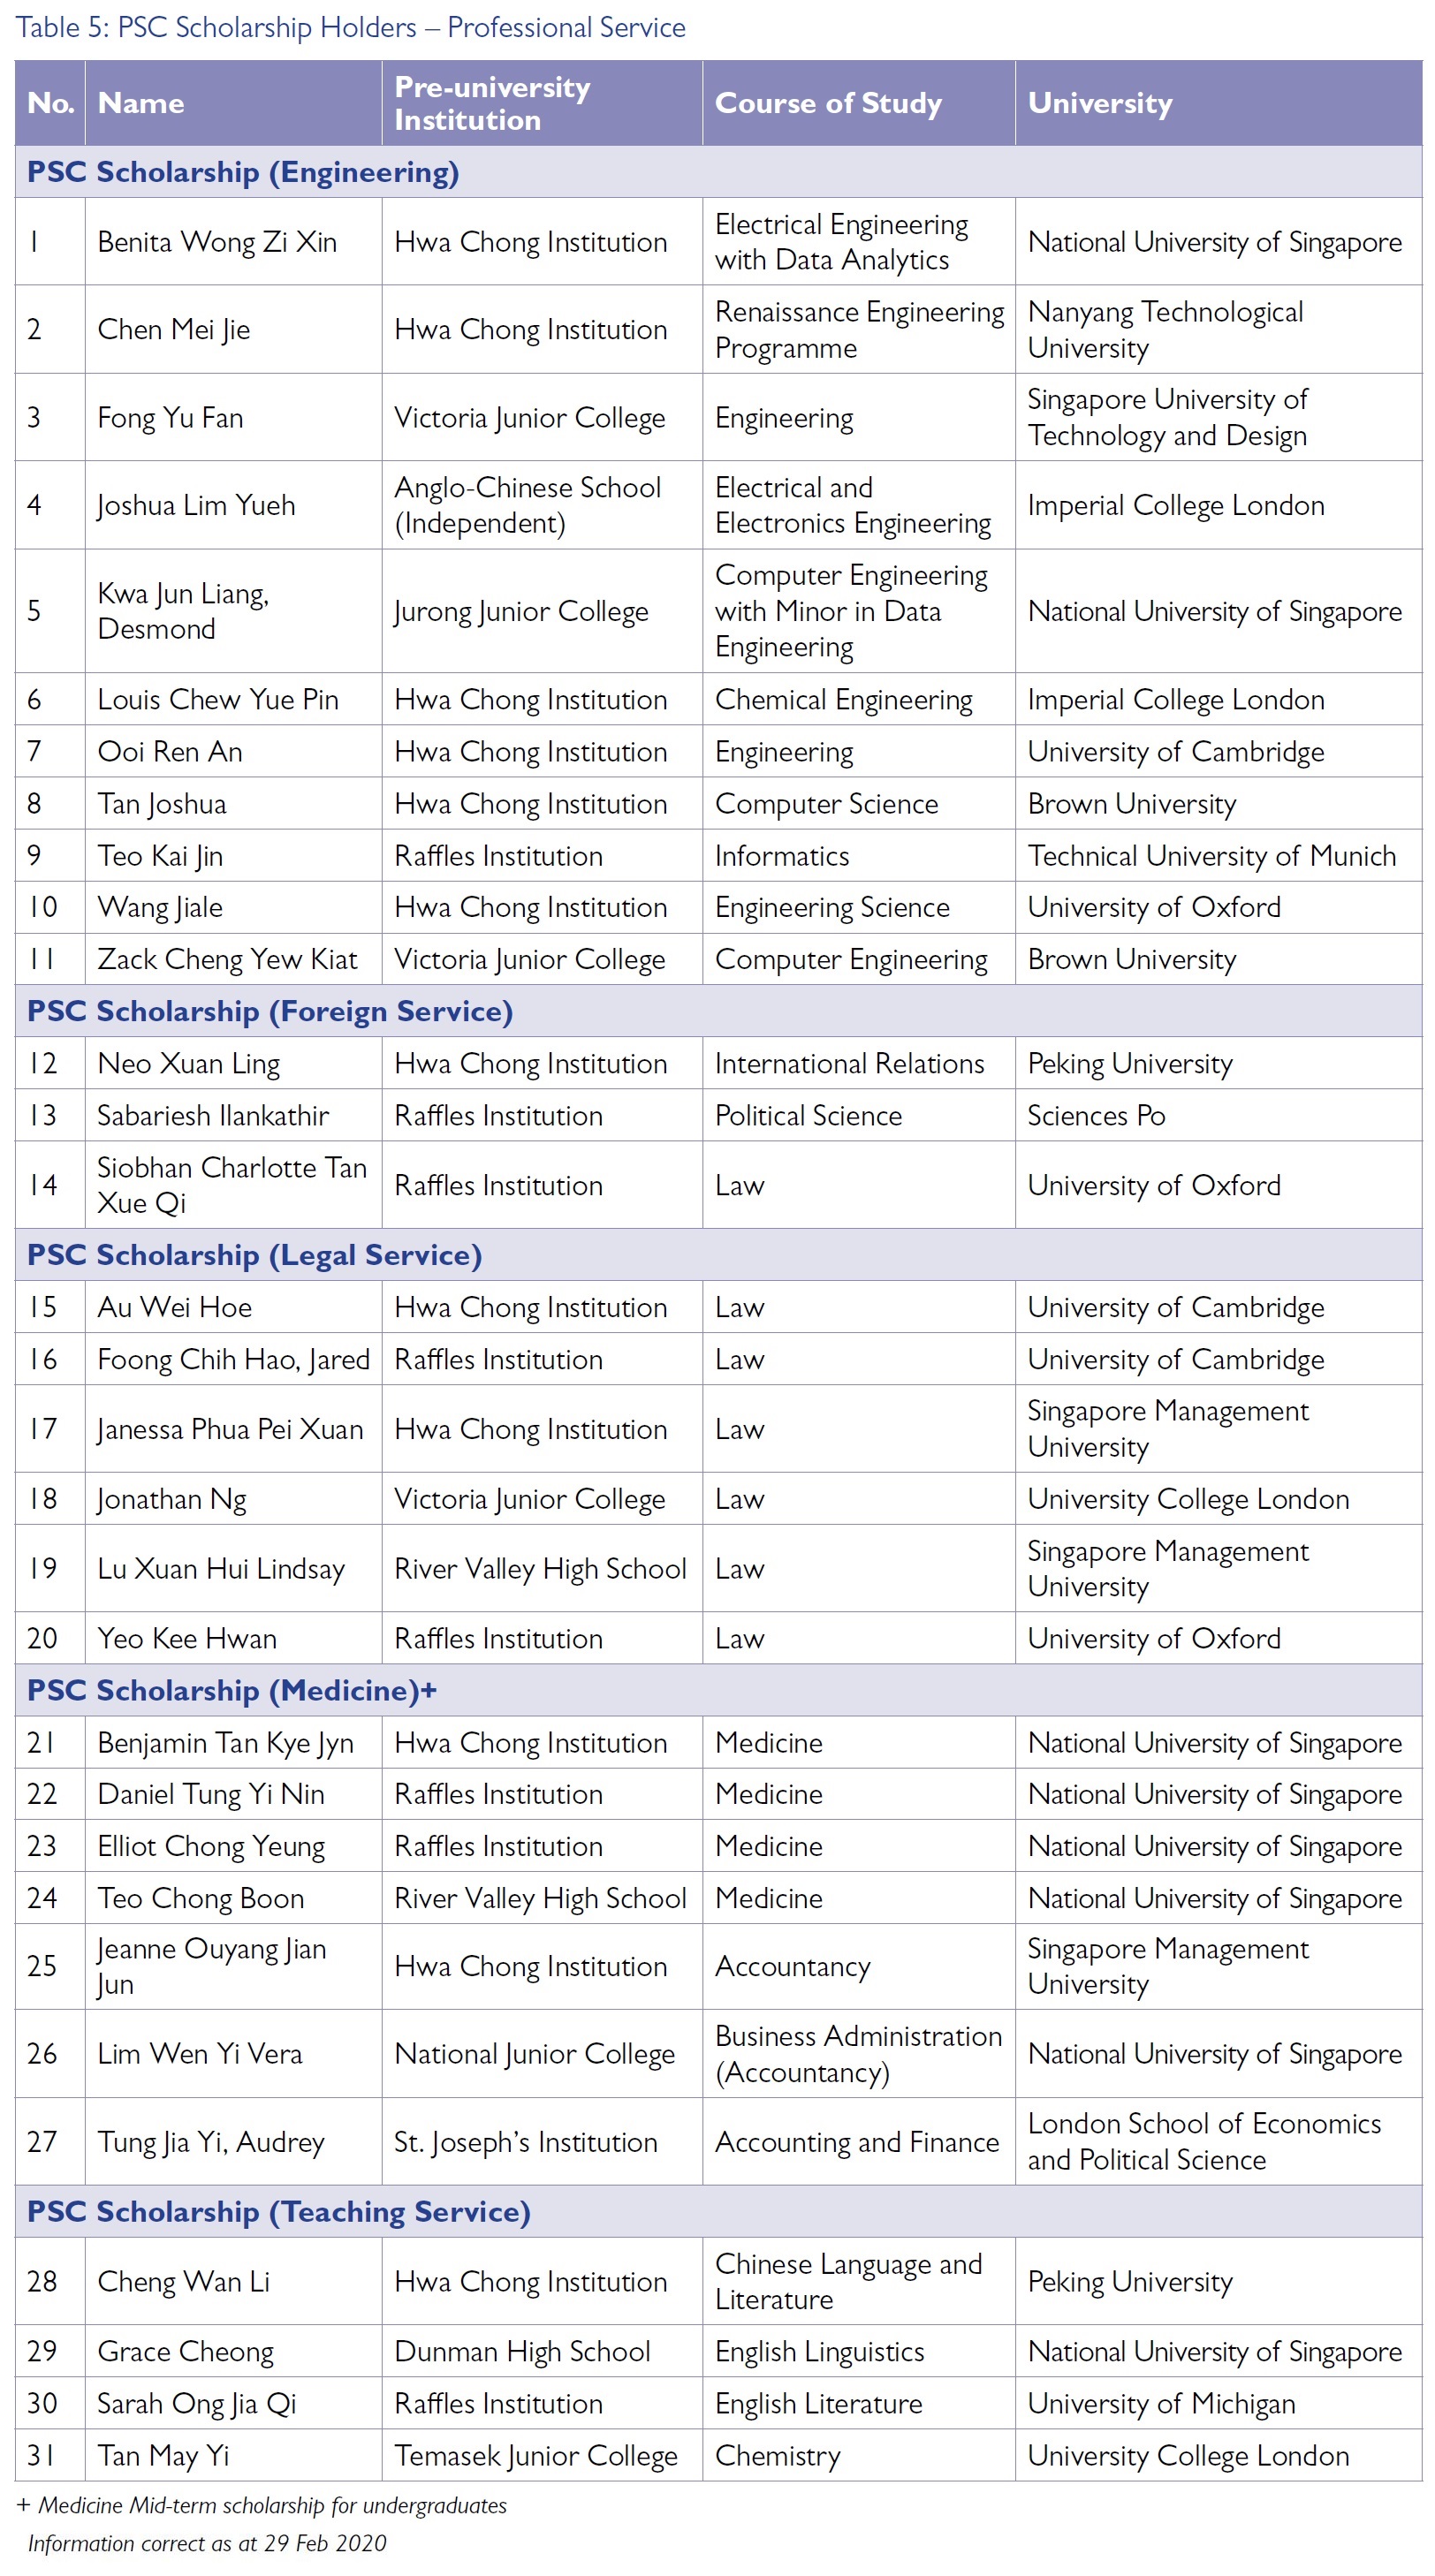 Table 5: PSC Scholarship Holders – Professional Service
No. Name Pre-university Institution Course of Study University
PSC Scholarship (Engineering)
1 Benita Wong Zi Xin Hwa Chong Institution Electrical Engineering with Data Analytics National University of Singapore
2 Chen Mei Jie Hwa Chong Institution Renaissance Engineering Programme Nanyang Technological University
3 Fong Yu Fan Victoria Junior College Engineering Singapore University of Technology and Design
4 Joshua Lim Yueh Anglo-Chinese School (Independent) Electrical and Electronics Engineering Imperial College London
5 Kwa Jun Liang, Desmond Jurong Junior College Computer Engineering with Minor in Data Engineering National University of Singapore
6 Louis Chew Yue Pin Hwa Chong Institution Chemical Engineering Imperial College London
7 Ooi Ren An Hwa Chong Institution Engineering University of Cambridge
8 Tan Joshua Hwa Chong Institution Computer Science Brown University
9 Teo Kai Jin Raffles Institution Informatics Technical University of Munich
10 Wang Jiale Hwa Chong Institution Engineering Science University of Oxford
11 Zack Cheng Yew Kiat Victoria Junior College Computer Engineering Brown University
PSC Scholarship (Foreign Service)
12 Neo Xuan Ling Hwa Chong Institution International Relations Peking University
13 Sabariesh Ilankathir Raffles Institution Political Science Sciences Po
14 Siobhan Charlotte Tan Xue Qi Raffles Institution Law University of Oxford
PSC Scholarship (Legal Service)
15 Au Wei Hoe Hwa Chong Institution Law University of Cambridge
16 Foong Chih Hao, Jared Raffles Institution Law University of Cambridge
17 Janessa Phua Pei Xuan Hwa Chong Institution Law Singapore Management University
18 Jonathan Ng Victoria Junior College Law University College London
19 Lu Xuan Hui Lindsay River Valley High School Law Singapore Management University
20 Yeo Kee Hwan Raffles Institution Law University of Oxford
PSC Scholarship (Medicine)+
21 Benjamin Tan Kye Jyn Hwa Chong Institution Medicine National University of Singapore
22 Daniel Tung Yi Nin Raffles Institution Medicine National University of Singapore
23 Elliot Chong Yeung Raffles Institution Medicine National University of Singapore
24 Teo Chong Boon River Valley High School Medicine National University of Singapore
25 Jeanne Ouyang Jian Jun Hwa Chong Institution Accountancy Singapore Management University
26 Lim Wen Yi Vera National Junior College Business Administration (Accountancy) National University of Singapore
27 Tung Jia Yi, Audrey St. Joseph's Institution Accounting and Finance London School of Economics and Political Science
PSC Scholarship (Teaching Service)
28 Cheng Wan Li Hwa Chong Institution Chinese Language and Literature Peking University
29 Grace Cheong Dunman High School English Linguistics National University of Singapore
30 Sarah Ong Jia Qi Raffles Institution English Literature University of Michigan
31 Tan May Yi Temasek Junior College Chemistry University College London
+ Medicine Mid-term scholarship for undergraduates
Information correct as at 29 Feb 2020